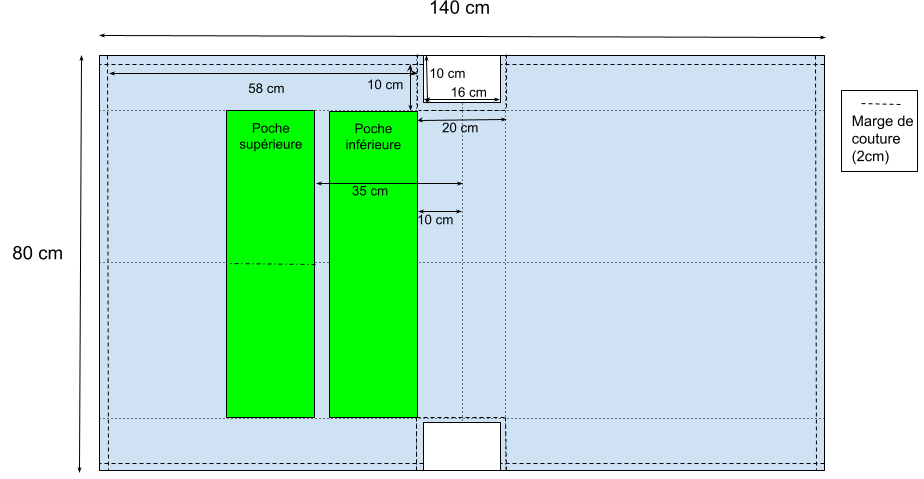 140 cm
10 cm
10 cm
58 cm
16 cm
20 cm
Poche
supérieure
Poche
inférieure
Marge de
couture
(2cm)
35 cm
10 cm
80 cm